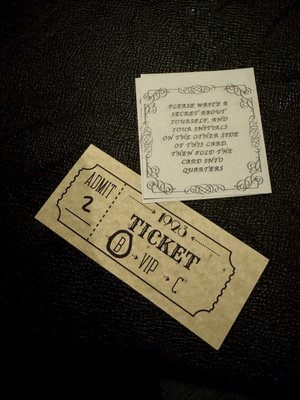 PLEASE WRITE A
SECRET ABOUT
YOURSELF, AND
YOUR INITIALS
ON THE OTHER SIDE
OF THIS CARD.
THEN FOLD THE
CARD INTO
QUARTERS
ADMIT
2
1923
TICKET
B → VIP → C